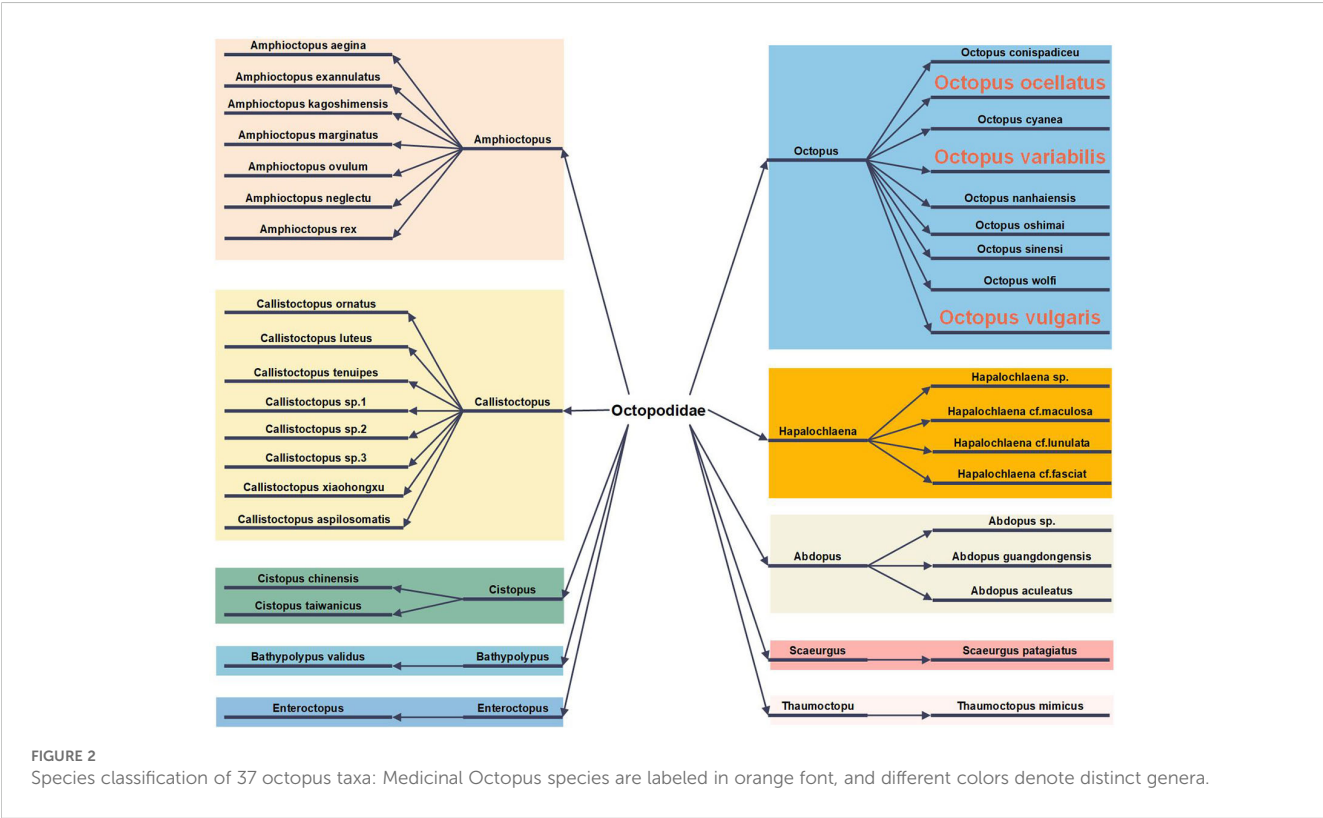 Amphioctopus aegina
Amphioctopus exannulatus
Amphioctopus kagoshimensis
Amphioctopus marginatus
Amphioctopus ovulum
Amphioctopus neglectu
Amphioctopus rex
Amphioctopus
Callistoctopus ornatus
Callistoctopus luteus
Callistoctopus tenuipes
Callistoctopus sp.1
Callistoctopus sp.2
Callistoctopus sp.3
Callistoctopus xiaohongxu
Callistoctopus aspilosomatis
Callistoctopus
Cistopus chinensis
Cistopus taiwanicus
Cistopus
Bathypolypus validus
Bathypolypus
Enteroctopus
Enteroctopus
Octopodidae
Octopus
Octopus conispadiceu
Octopus ocellatus
Octopus cyanea
Octopus variabilis
Octopus nanhaiensis
Octopus oshimai
Octopus sinensi
Octopus wolfi
Octopus vulgaris
Hapalochlaena
Hapalochlaena sp.
Hapalochlaena cf.maculosa
Hapalochlaena cf.lunulata
Hapalochlaena cf.fasciat
Abdopus
Abdopus sp.
Abdopus guangdongensis
Abdopus aculeatus
Scaeurgus
Scaeurgus patagiatus
Thaumoctopu
Thaumoctopus mimicus
FIGURE 2
Species classification of 37 octopus taxa: Medicinal Octopus species are labeled in orange font, and different colors denote distinct genera.